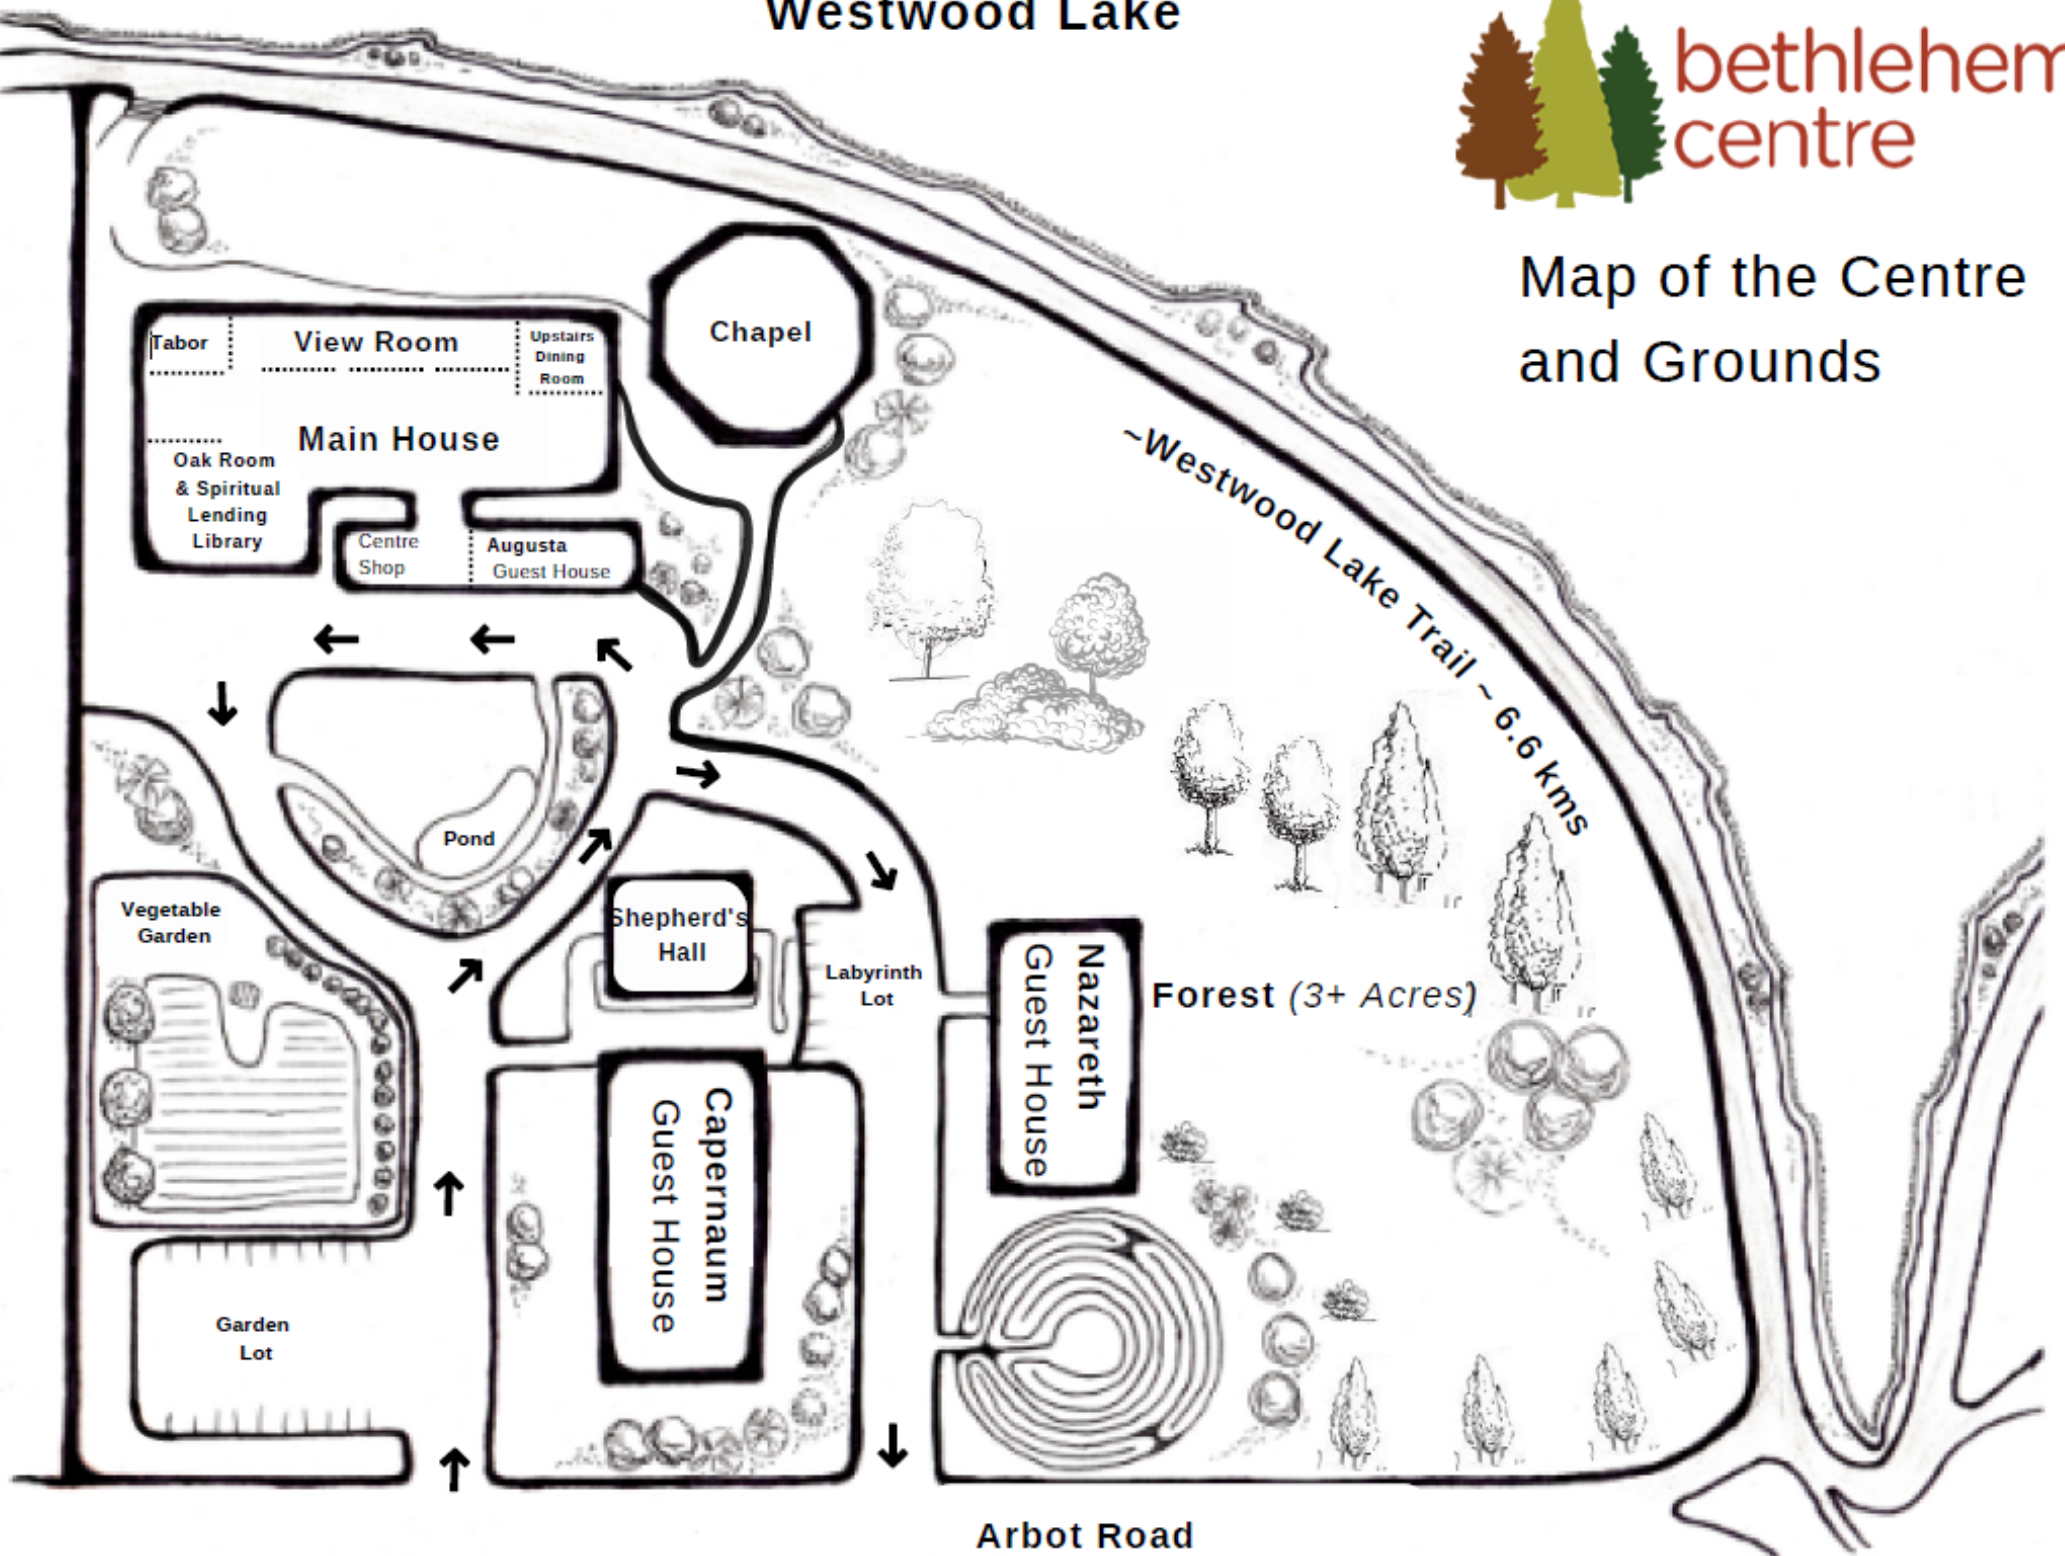 Westwood Lake
bethlehem
centre
Map of the Centre
and Grounds
Chapel
Tabor
View Room
Upstairs
Dining
Room
Main House
Oak Room
& Spiritual
Lending
Library
Centre
Shop
Augusta
Guest House
~Westwood Lake Trail ~ 6.6 kms
Pond
Vegetable
Garden
Shepherd's
Hall
Labyrinth
Lot
Nazareth
Guest House
Forest (3+ Acres)
Capernaum
Guest House
Garden
Lot
Arbot Road